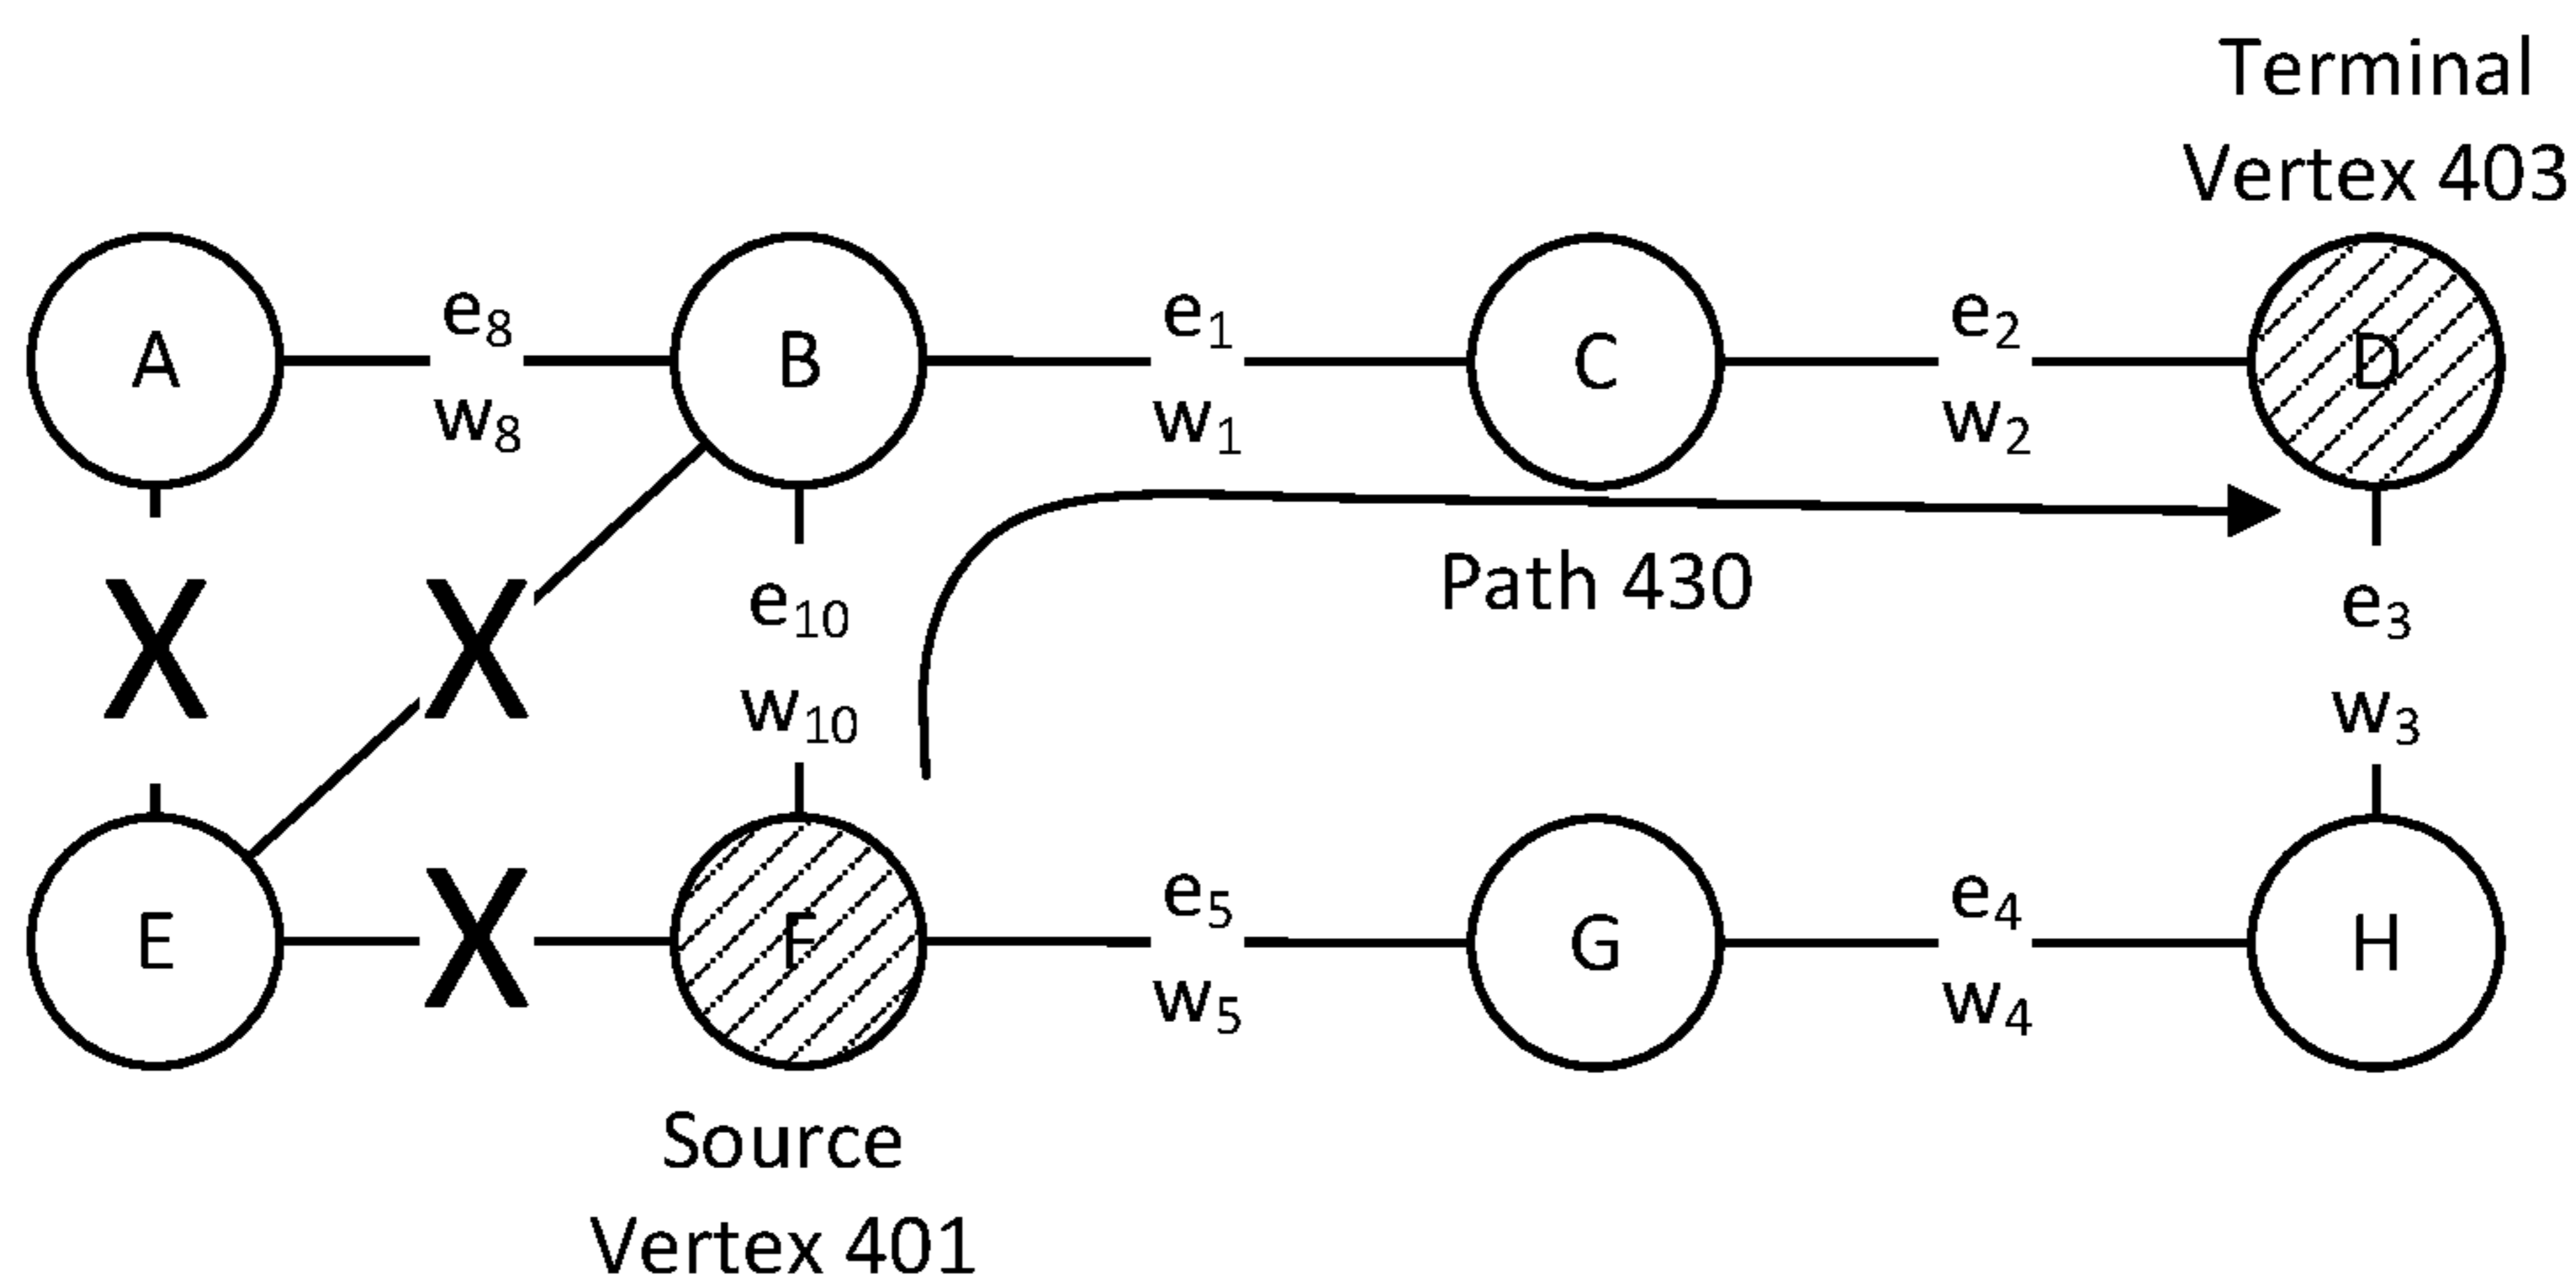 Terminal
Vertex 403
A
e8
w8
B
e1
w1
C
e2
w2
D
X
X
e10
w10
Path 430
e3
w3
E
X
F
e5
w5
G
e4
w4
H
Source
Vertex 401